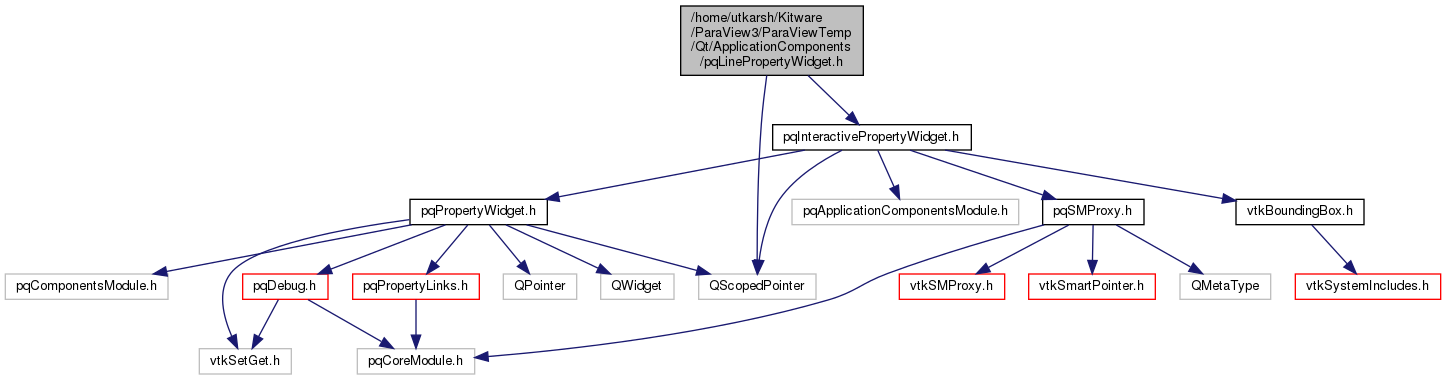 /home/utkarsh/Kitware
/ParaView3/ParaViewTemp
/Qt/ApplicationComponents
/pqLinePropertyWidget.h
pqInteractivePropertyWidget.h
pqPropertyWidget.h
pqApplicationComponentsModule.h
pqSMProxy.h
vtkBoundingBox.h
pqComponentsModule.h
pqDebug.h
pqPropertyLinks.h
QPointer
QWidget
QScopedPointer
vtkSMProxy.h
vtkSmartPointer.h
QMetaType
vtkSystemIncludes.h
vtkSetGet.h
pqCoreModule.h